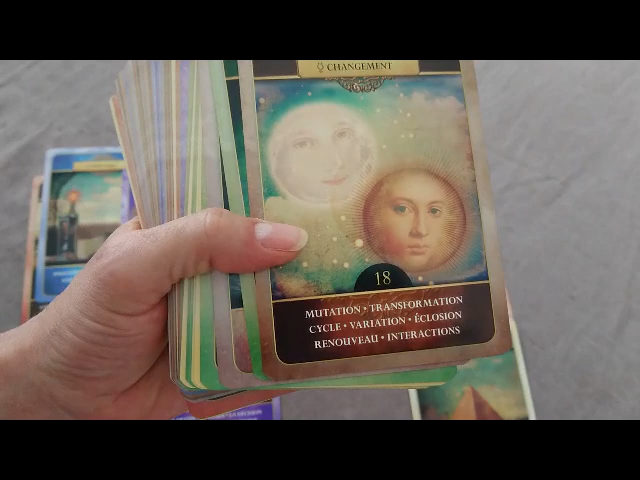 ☿ CHANGEMENT
18
MUTATION • TRANSFORMATION
CYCLE • VARIATION • ÉCLOSION
RENOUVEAU • INTERACTIONS